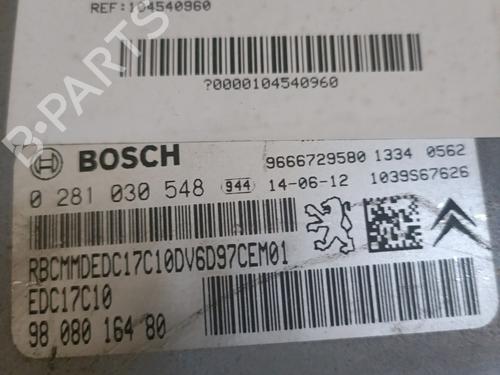 REF:104540960
?0000104540960
B-PARTS
BOSCH
9666729580 1334 0562
0 281 030 548 944 14-06-12 1039S67626
RBCMMDEDC17C10DV6D97CEM01
EDC17C10
98 080 164 80